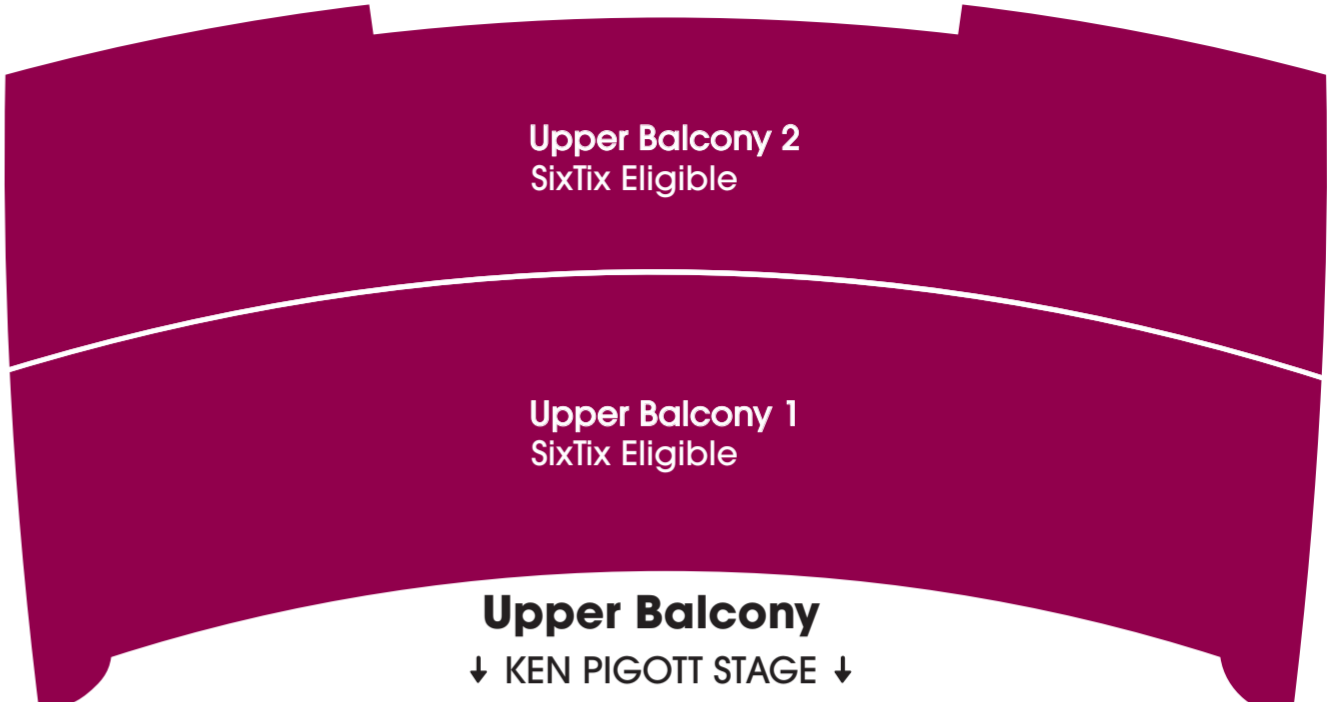 Upper Balcony 2
SixTix Eligible
Upper Balcony 1
SixTix Eligible
Upper Balcony
↓ KEN PIGOTT STAGE ↓